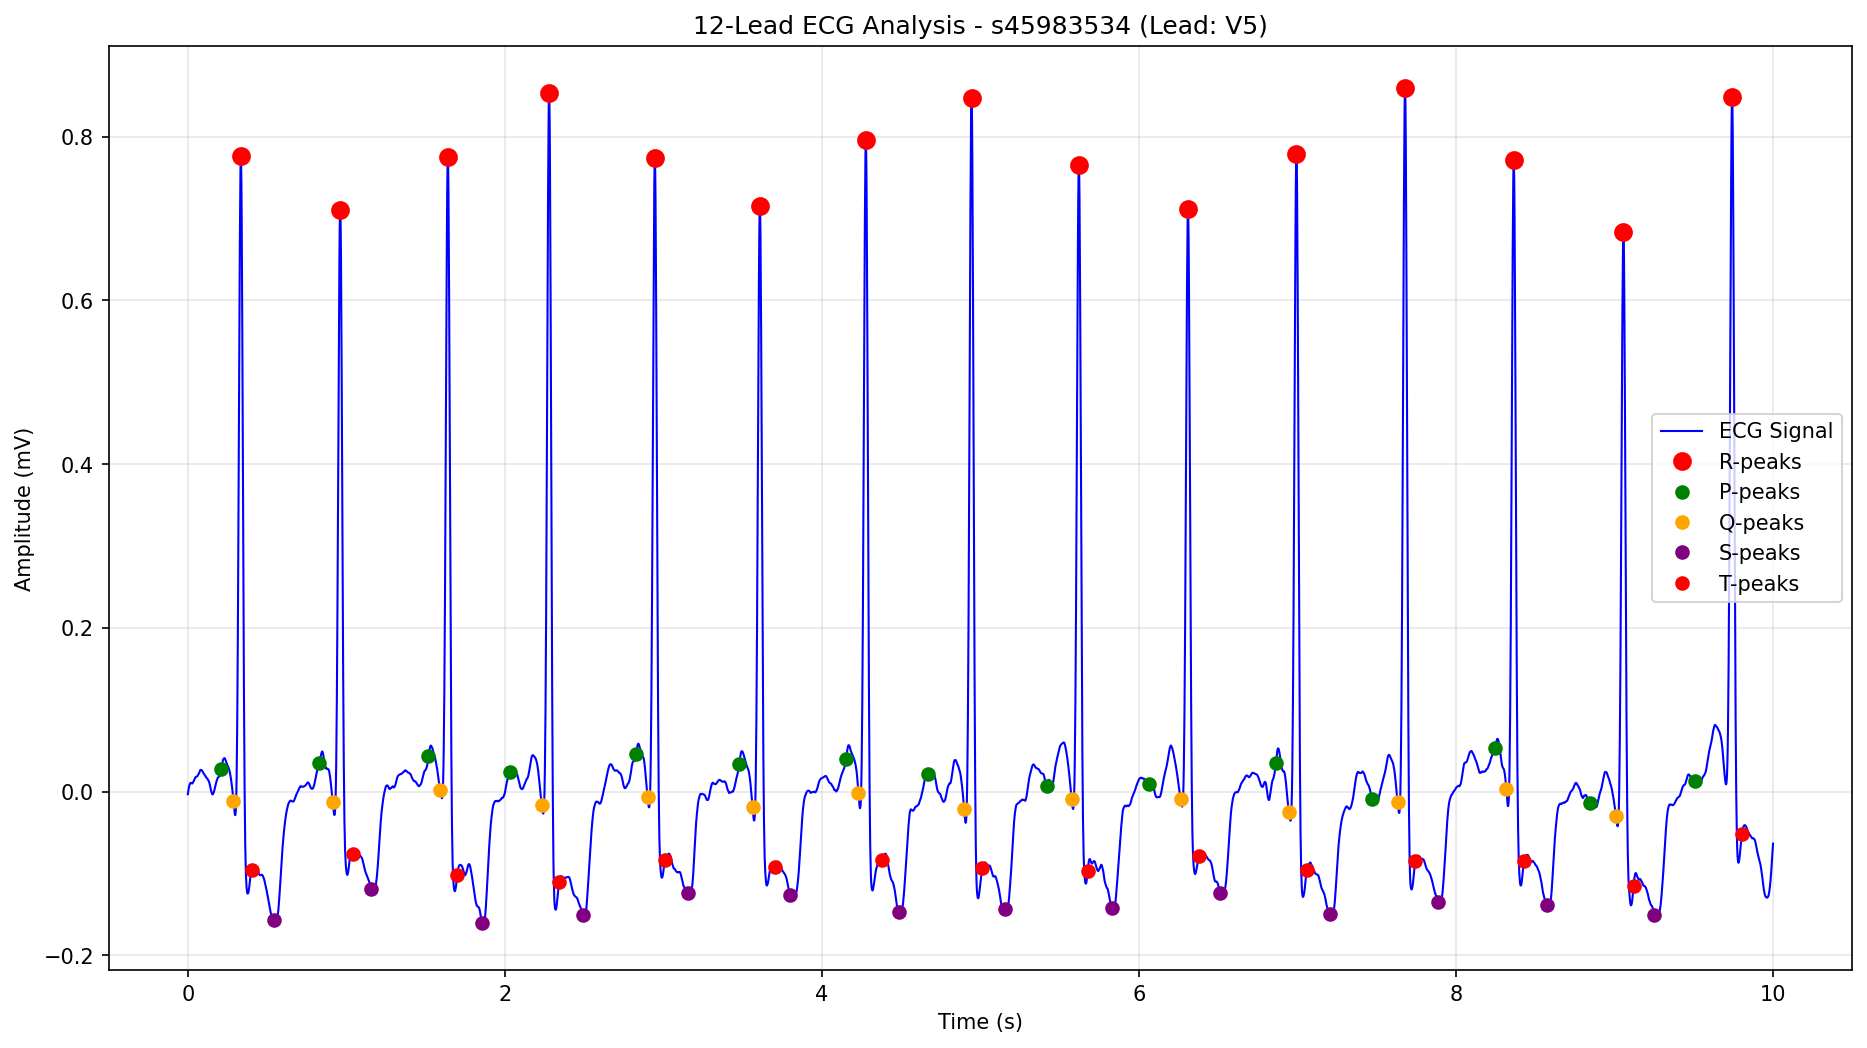 12-Lead ECG Analysis - s45983534 (Lead: V5)
Amplitude (mV)
0.8
0.6
0.4
0.2
0.0
−0.2
ECG Signal
R-peaks
P-peaks
Q-peaks
S-peaks
T-peaks
0 2 4 6 8 10
Time (s)